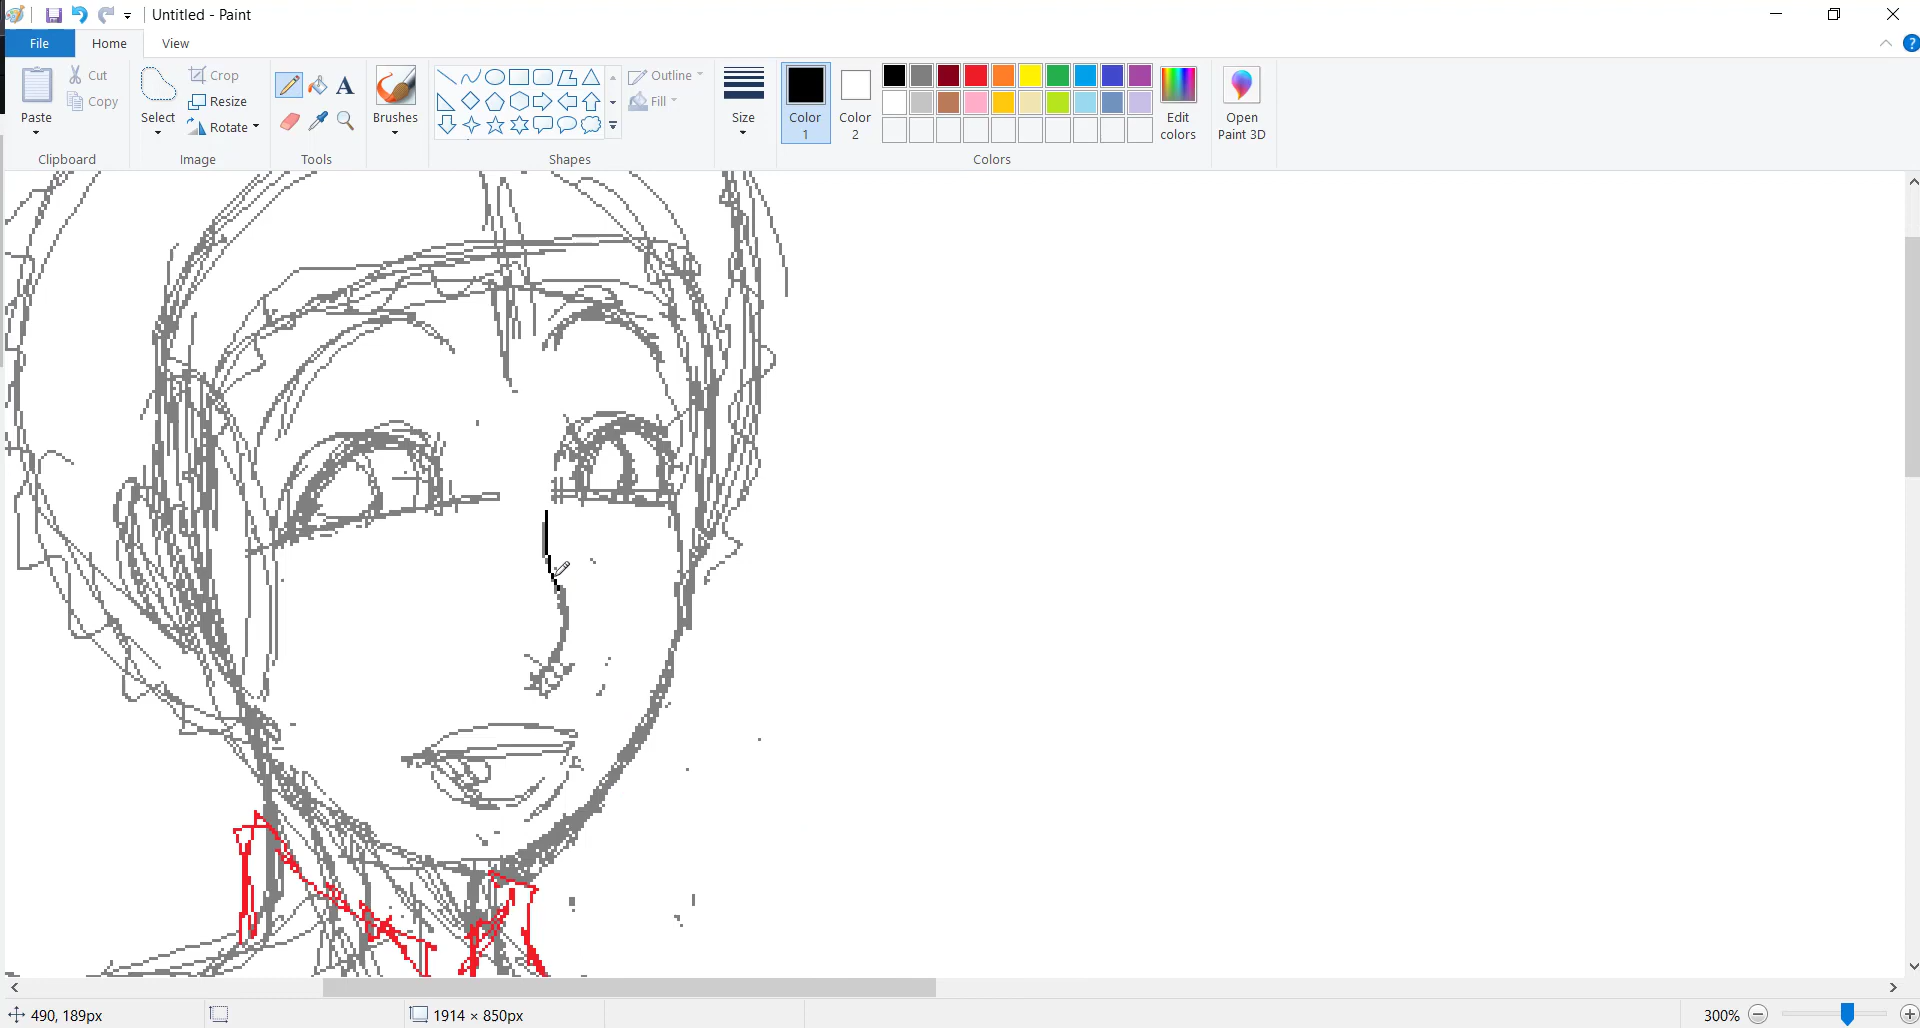 Untitled - Paint
File
Home
View
Paste
Cut
Copy
Clipboard
Select
Crop
Resize
Rotate
Image
A
Tools
Brushes
Outline
Fill
Shapes
Size
Color 1
Color 2
Edit colors
Open Paint 3D
Colors
490, 189px
1914 × 850px
300%